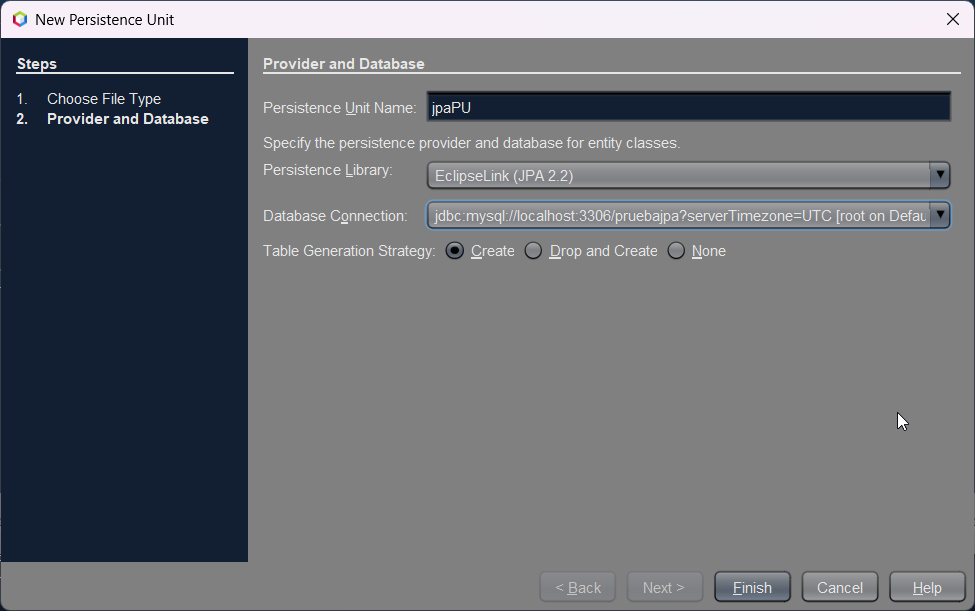 New Persistence Unit
Steps
1. Choose File Type
2. Provider and Database
Provider and Database
Persistence Unit Name: jpaPU
Specify the persistence provider and database for entity classes.
Persistence Library: EclipseLink (JPA 2.2)
Database Connection: jdbc:mysql://localhost:3306/pruebajpa?serverTimezone=UTC [root on Defau
Table Generation Strategy: Create Drop and Create None
< Back Next > Finish Cancel Help